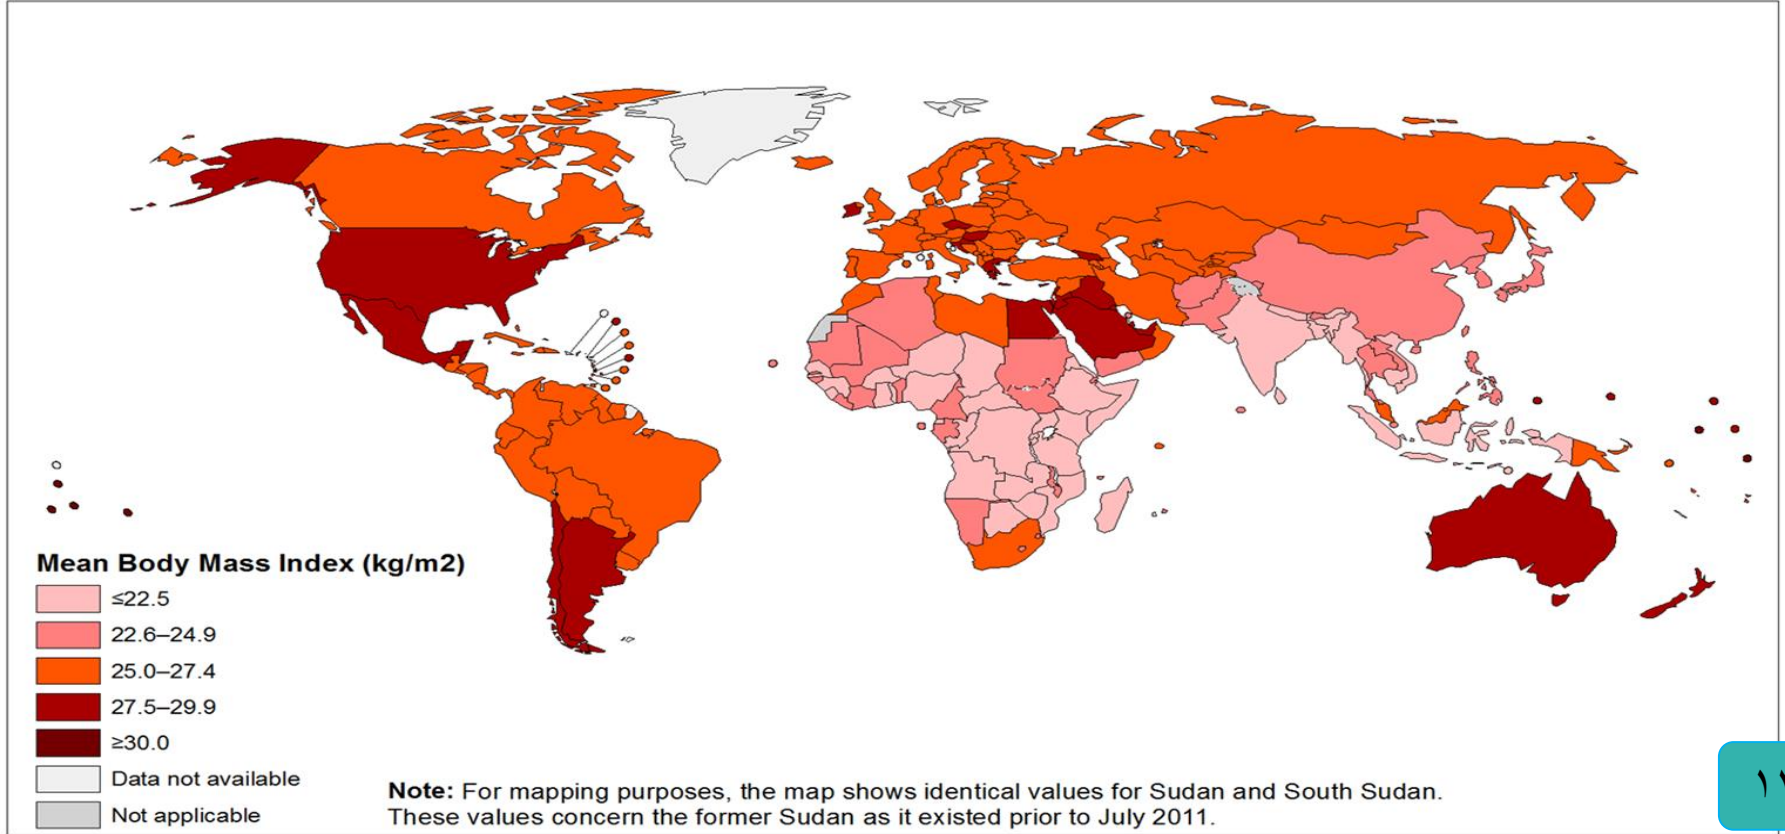 Mean Body Mass Index (kg/m2)
≤22.5
22.6–24.9
25.0–27.4
27.5–29.9
≥30.0
Data not available
Not applicable
Note: For mapping purposes, the map shows identical values for Sudan and South Sudan.
These values concern the former Sudan as it existed prior to July 2011.